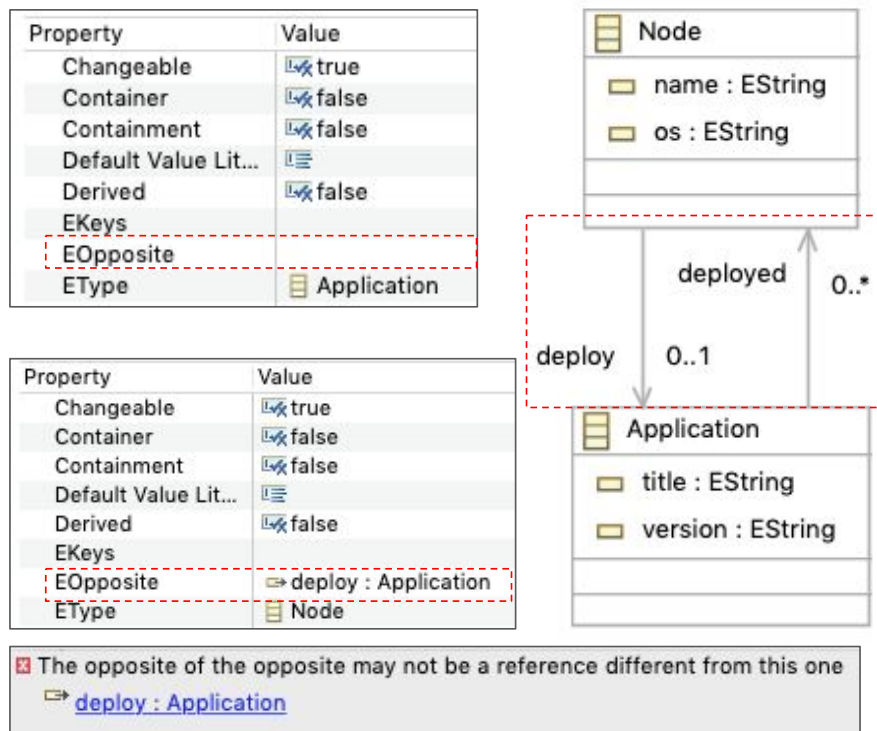 Property Value
Changeable true
Container false
Containment false
Default Value Lit...
Derived false
EKeys
EOpposite
EType Application
Node
name : EString
os : EString
deployed
0..*
deploy 0..1
Application
title : EString
version : EString
Property Value
Changeable true
Container false
Containment false
Default Value Lit...
Derived false
EKeys
EOpposite deploy : Application
EType Node
The opposite of the opposite may not be a reference different from this one
deploy : Application